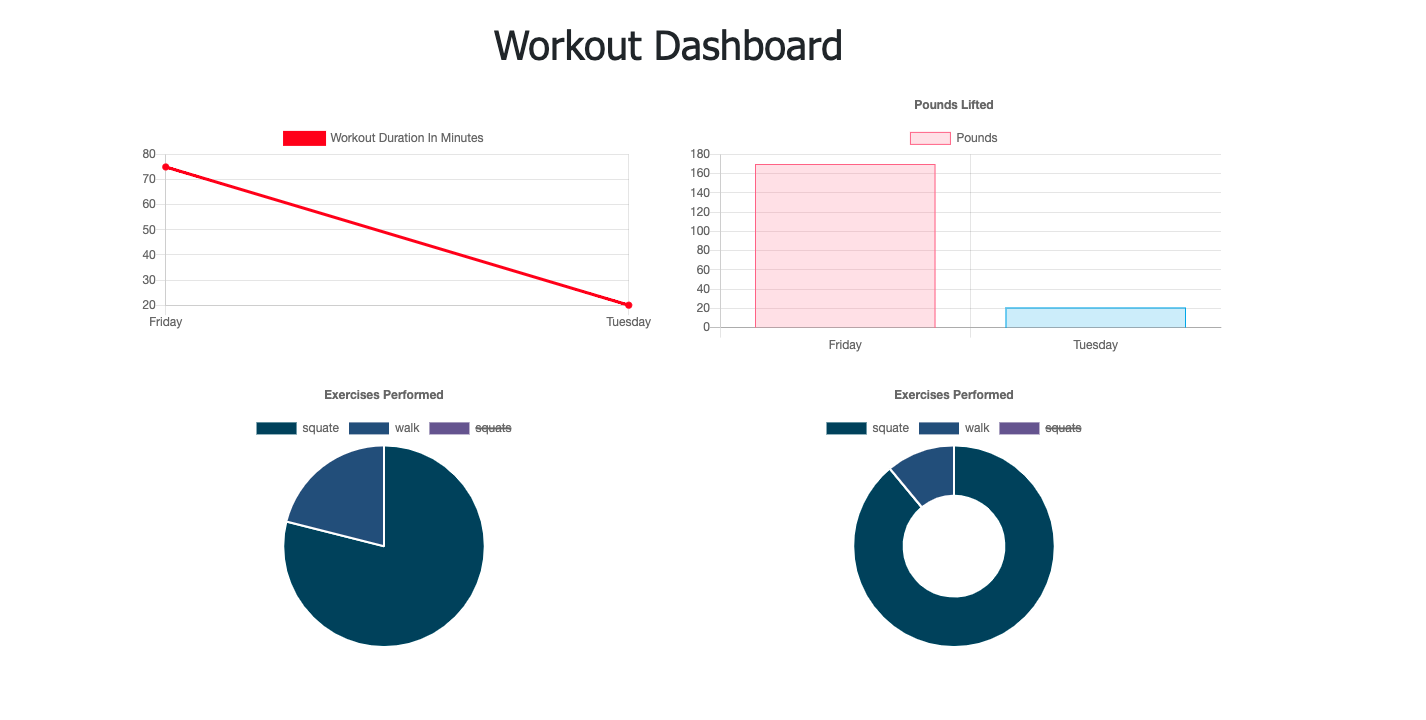 Workout Dashboard
Workout Duration In Minutes
80
70
60
50
40
30
20
Friday Tuesday
Pounds Lifted
Pounds
180
160
140
120
100
80
60
40
20
0
Friday Tuesday
Exercises Performed
squate walk squats
Exercises Performed
squate walk squats